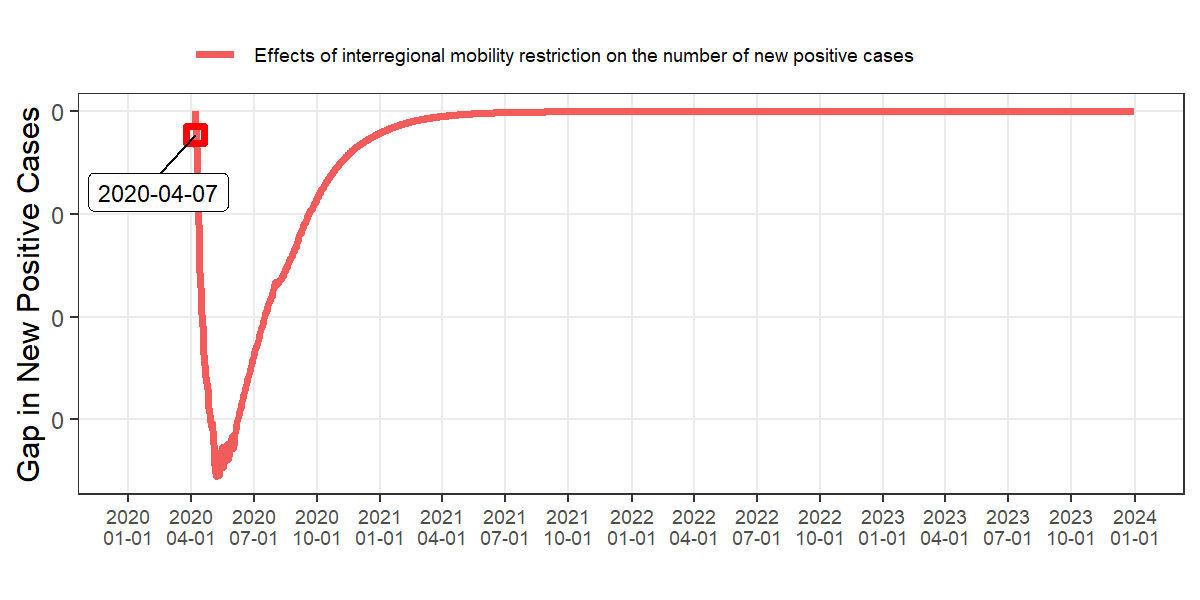 Effects of interregional mobility restriction on the number of new positive cases
Gap in New Positive Cases
0
0
0
0
2020-04-07
2020 2020 2020 2020 2021 2021 2021 2021 2022 2022 2022 2022 2023 2023 2023 2023 2024
01-01 04-01 07-01 10-01 01-01 04-01 07-01 10-01 01-01 04-01 07-01 10-01 01-01 04-01 07-01 10-01 01-01